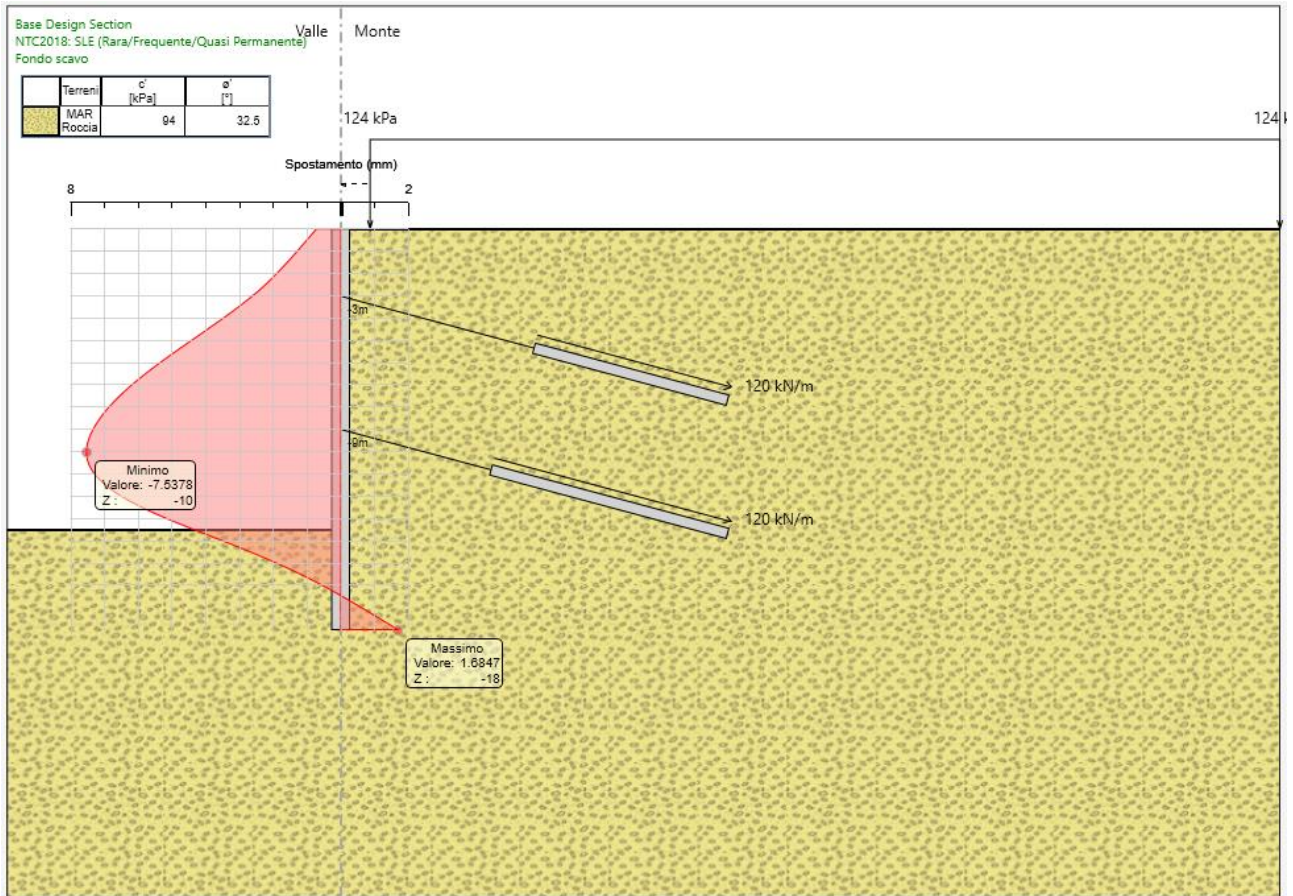 Base Design Section
NTC2018: SLE (Rara/Frequente/Quasi Permanente)
Fondo scavo
Valle
Monte
Terreni c' [kPa] ø' [°]
MAR Roccia 94 32.5
124 kPa
124
Spostamento (mm)
8 2
-3m
120 kN/m
-9m
Minimo
Valore: -7.5378
Z : -10
120 kN/m
Massimo
Valore: 1.6847
Z : -18